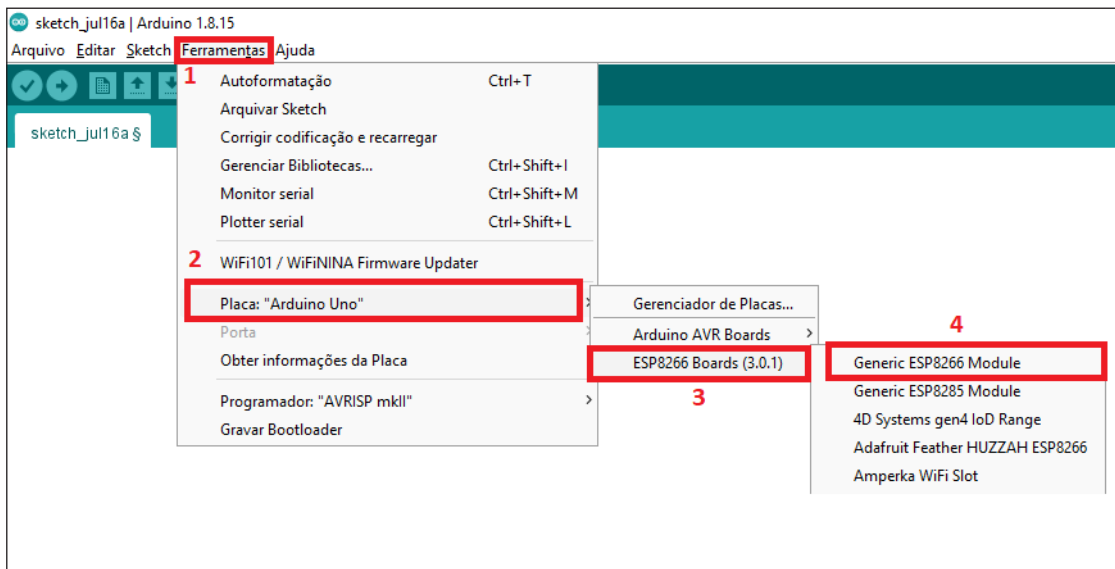 sketch_jul16a | Arduino 1.8.15
Arquivo Editar Sketch Ferramentas Ajuda
1
Autoformatação Ctrl+T
Arquivar Sketch
sketch_jul16a §
Corrigir codificação e recarregar
Gerenciar Bibliotecas... Ctrl+Shift+I
Monitor serial Ctrl+Shift+M
Plotter serial Ctrl+Shift+L
2
WiFi101 / WiFiNINA Firmware Updater
Placa: "Arduino Uno"
Gerenciador de Placas...
Porta
Arduino AVR Boards
4
Obter informações da Placa
ESP8266 Boards (3.0.1)
Generic ESP8266 Module
3
Generic ESP8285 Module
Programador: "AVRISP mkII"
4D Systems gen4 IoD Range
Gravar Bootloader
Adafruit Feather HUZZAH ESP8266
Amperka WiFi Slot